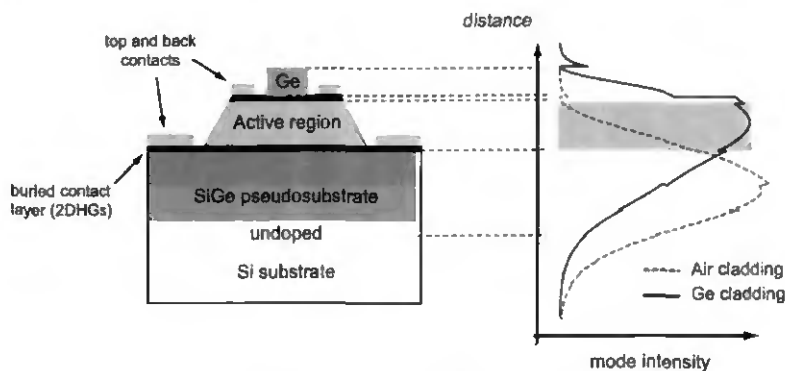 distance
top and back
contacts
Ge
Active region
buried contact
layer (2DHGs)
SiGe pseudosubstrate
undoped
Si substrate
Air cladding
Ge cladding
mode intensity